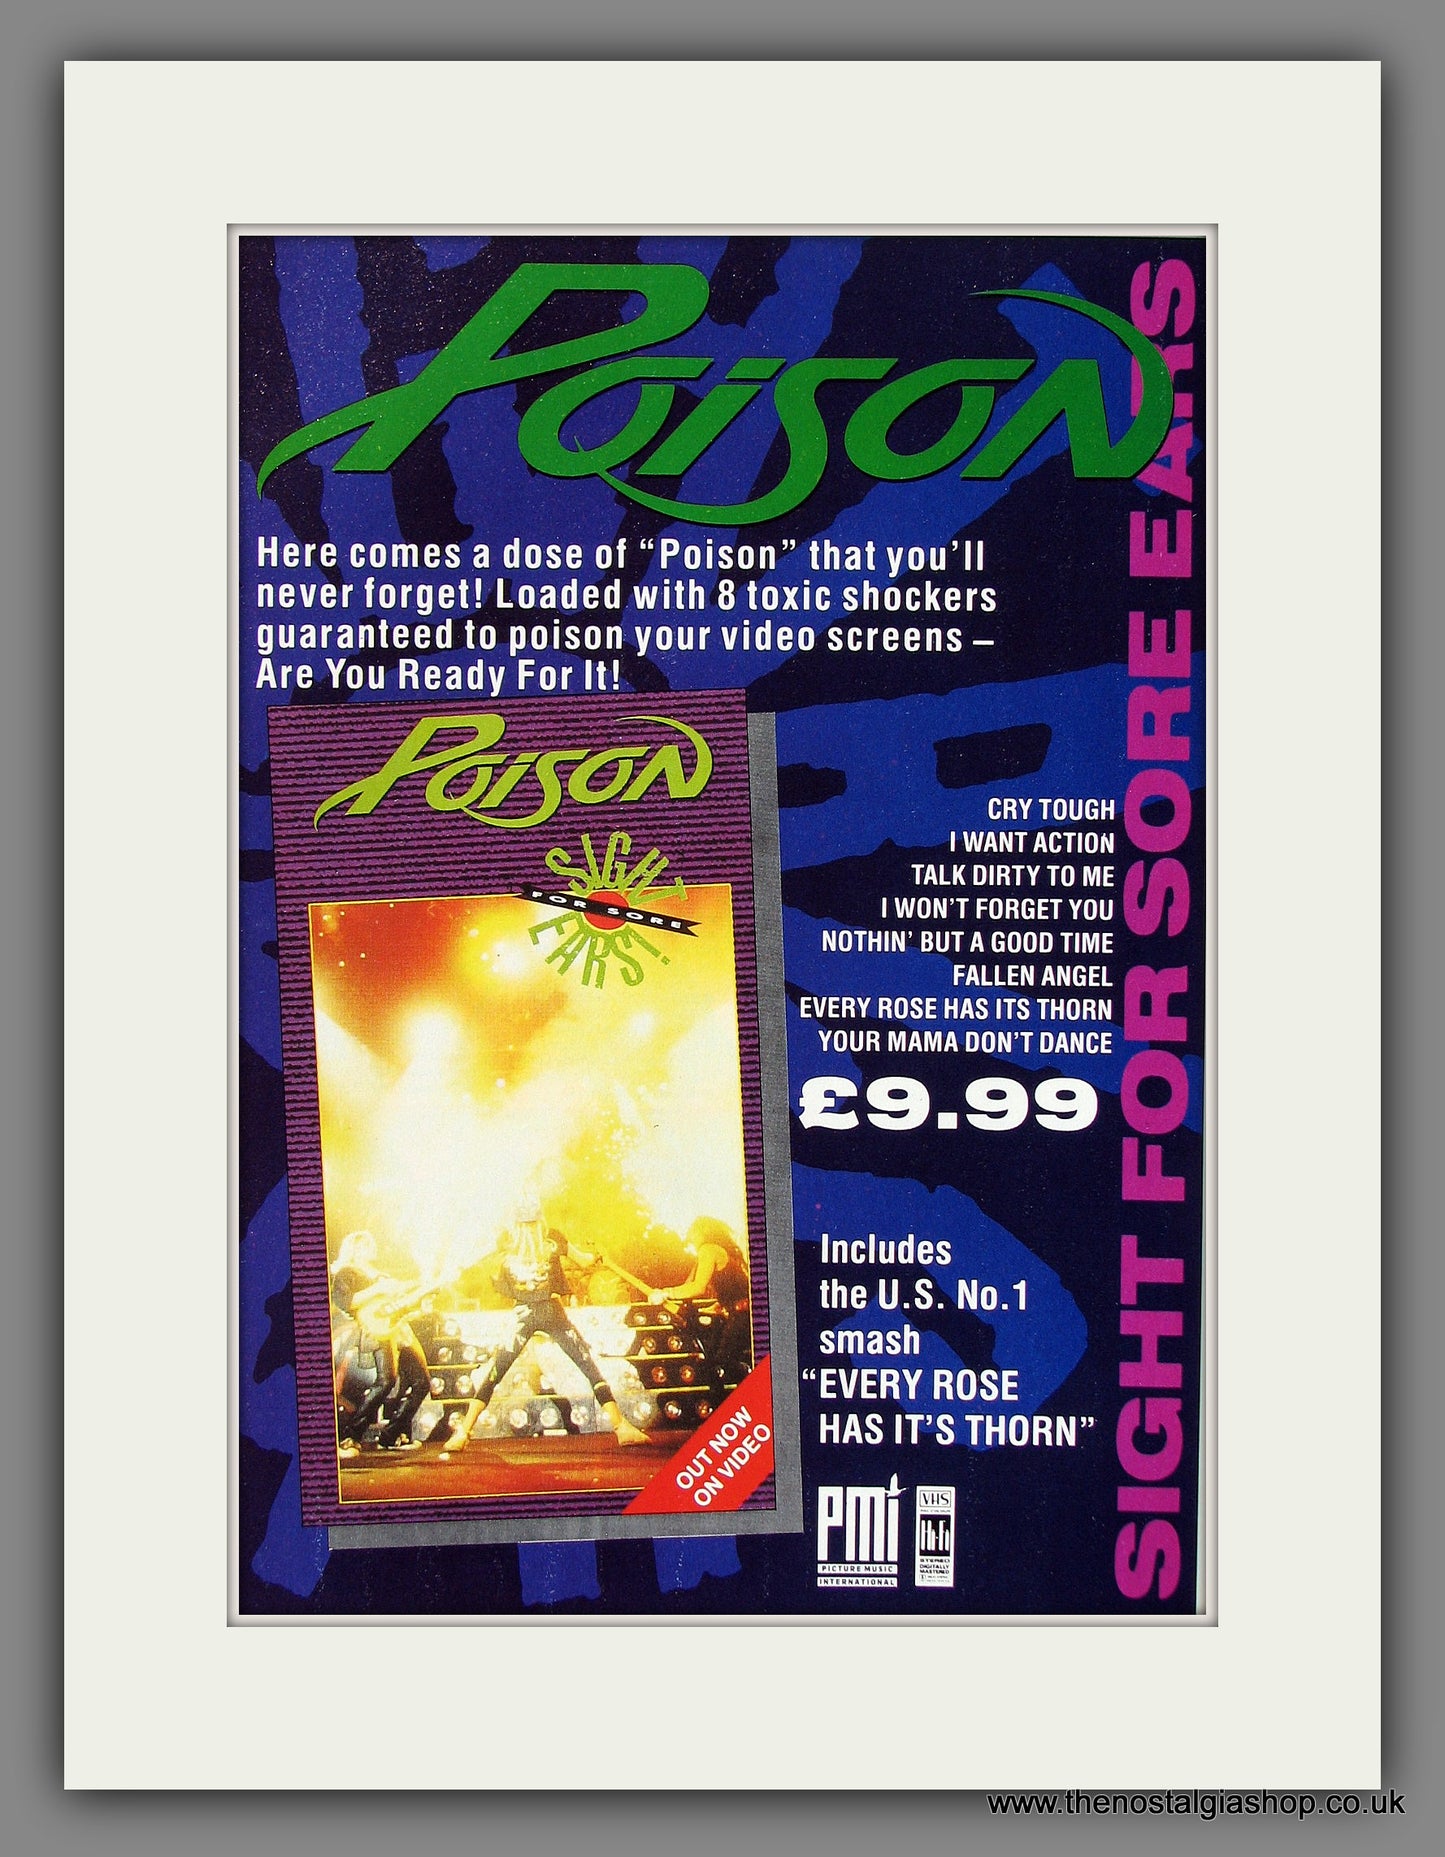 Poison
Here comes a dose of “Poison” that you’ll
never forget! Loaded with 8 toxic shockers
guaranteed to poison your video screens –
Are You Ready For It!
Poison
SIGHT
FOR SORE
EARS!
OUT NOW
ON VIDEO
CRY TOUGH
I WANT ACTION
TALK DIRTY TO ME
I WON’T FORGET YOU
NOTHIN’ BUT A GOOD TIME
FALLEN ANGEL
EVERY ROSE HAS ITS THORN
YOUR MAMA DON’T DANCE
£9.99
Includes
the U.S. No.1
smash
“EVERY ROSE
HAS IT’S THORN”
PMi
PICTURE MUSIC
INTERNATIONAL
VHS
Hi-Fi
STEREO
DIGITALLY
MASTERED
SIGHT FOR SORE EARS
www.thenostalgiashop.co.uk